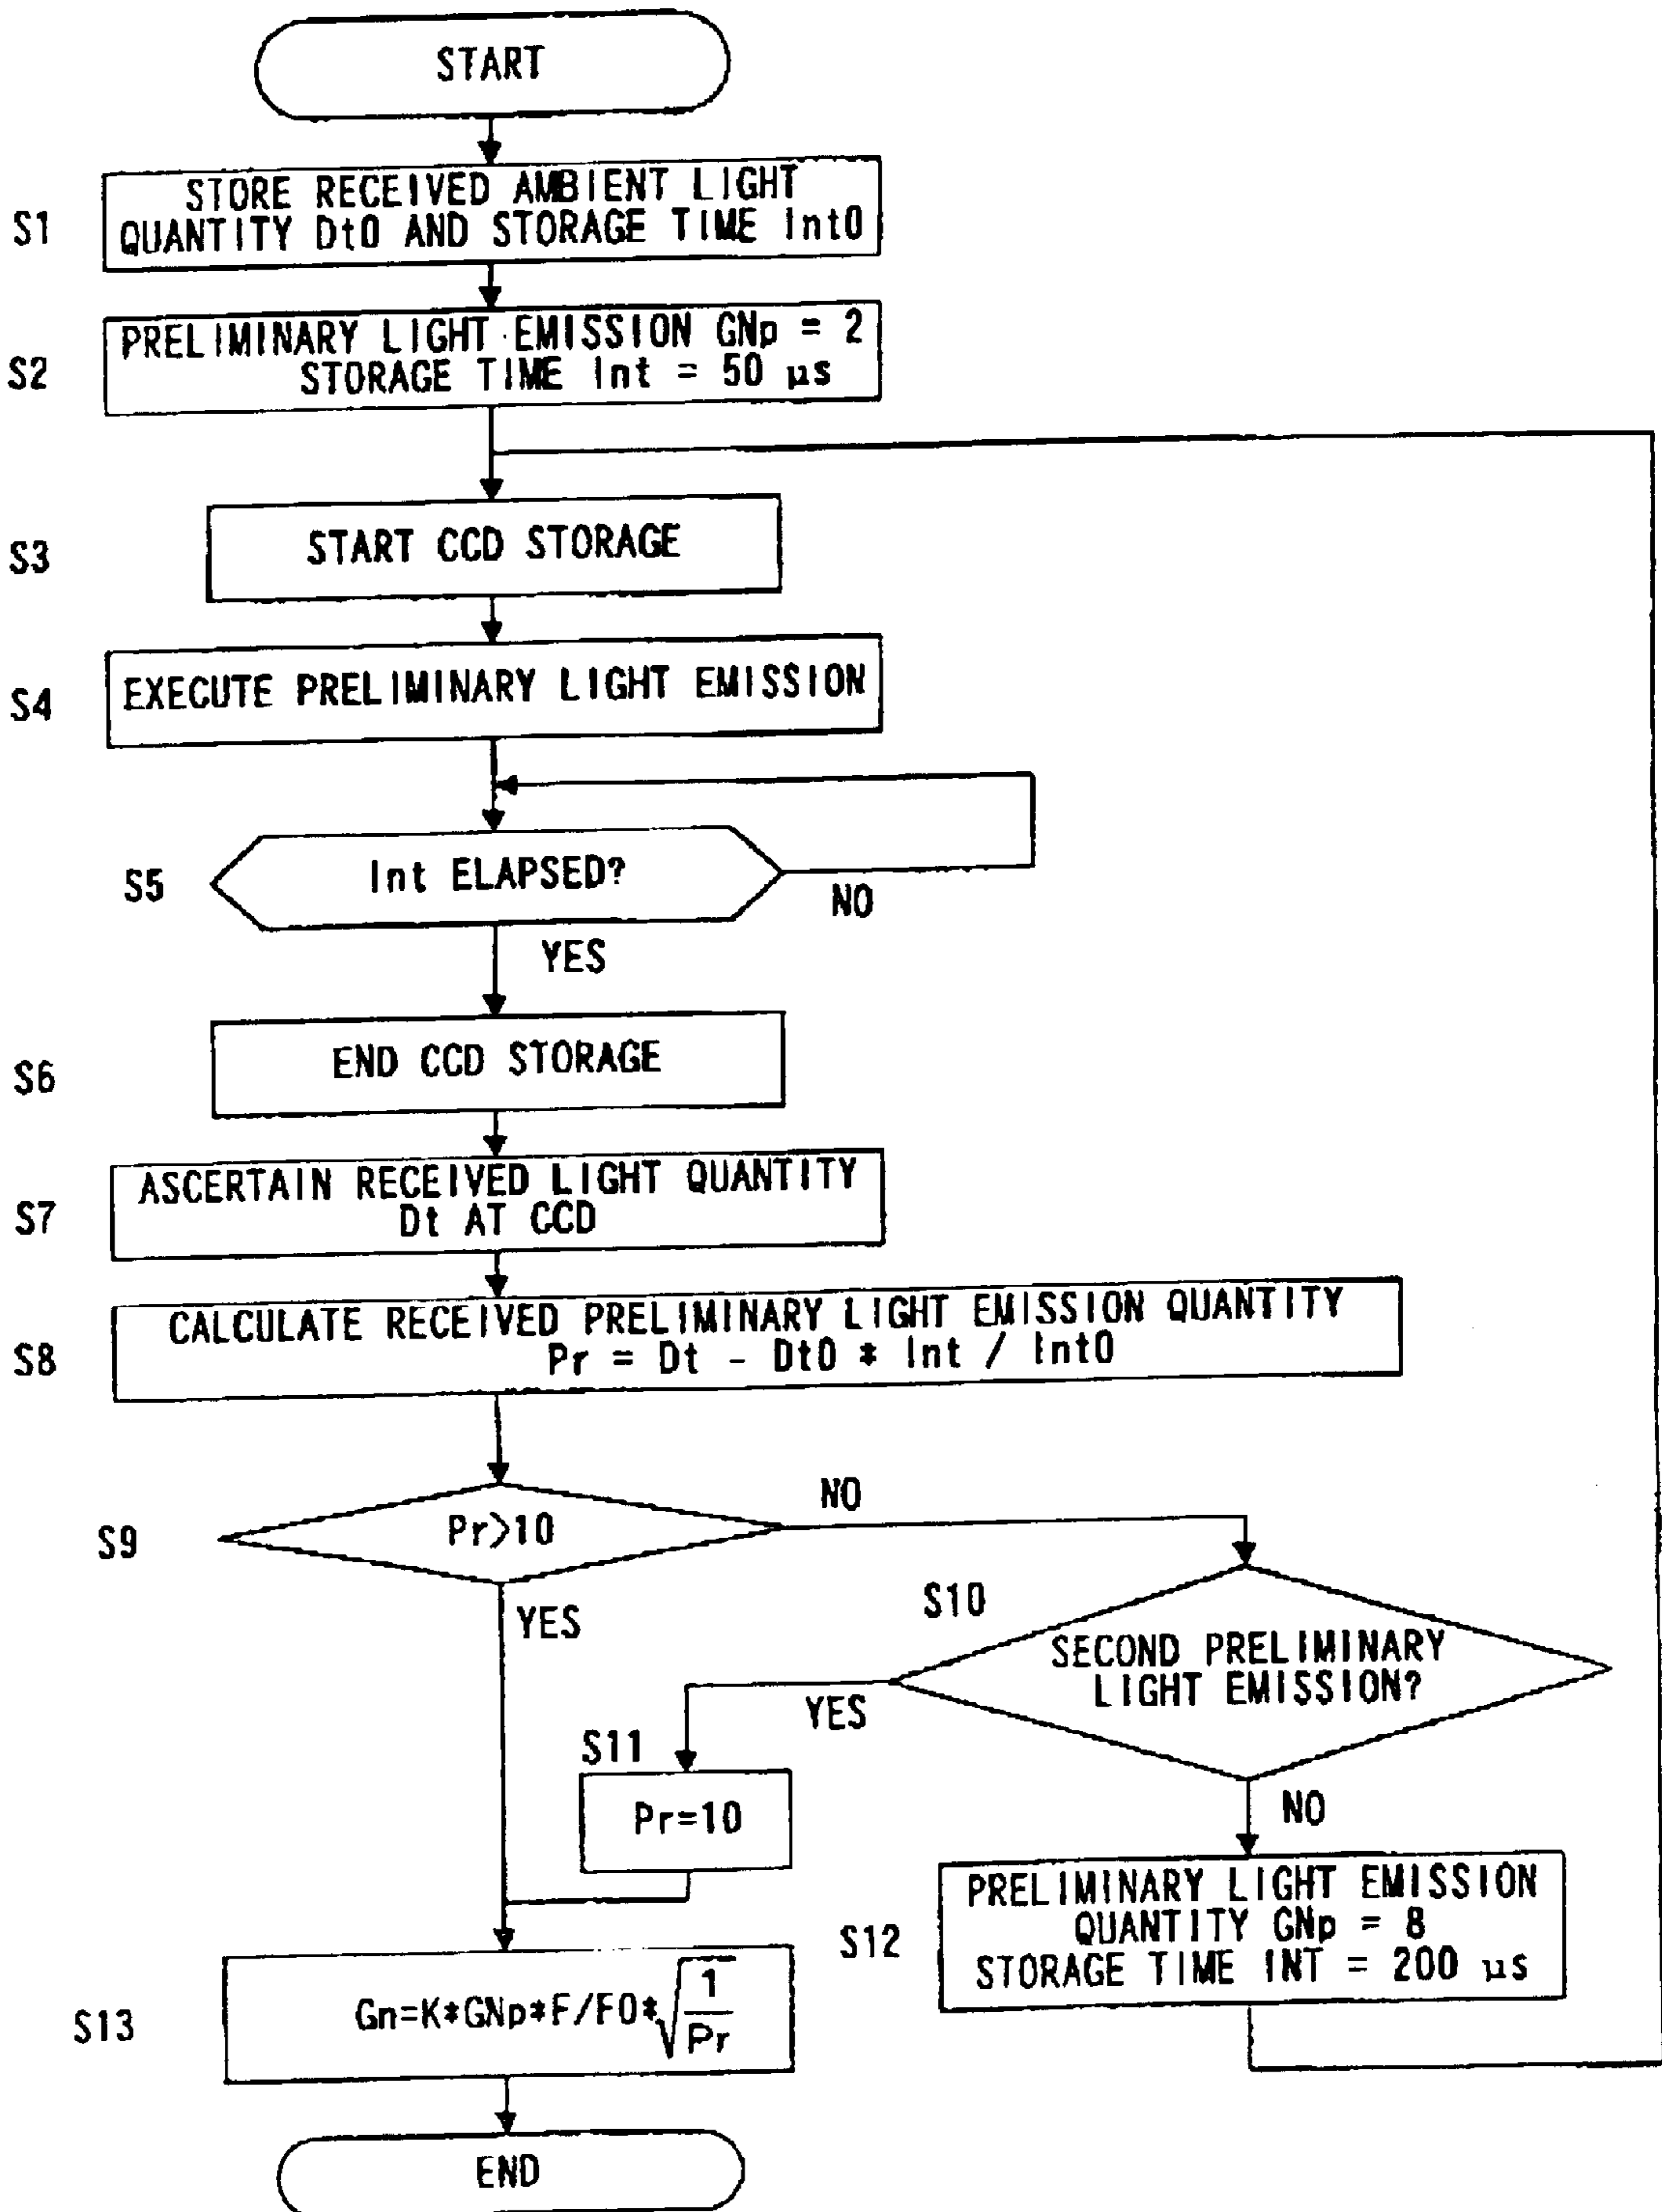 START
S1
STORE RECEIVED AMBIENT LIGHT
QUANTITY Dt0 AND STORAGE TIME Int0
S2
PRELIMINARY LIGHT EMISSION GNp = 2
STORAGE TIME Int = 50 µs
S3
START CCD STORAGE
S4
EXECUTE PRELIMINARY LIGHT EMISSION
S5
Int ELAPSED?
NO
YES
S6
END CCD STORAGE
S7
ASCERTAIN RECEIVED LIGHT QUANTITY
Dt AT CCD
S8
CALCULATE RECEIVED PRELIMINARY LIGHT EMISSION QUANTITY
Pr = Dt - Dt0 * Int / Int0
S9
Pr>10
NO
YES
S10
SECOND PRELIMINARY
LIGHT EMISSION?
YES
NO
S11
Pr=10
S12
PRELIMINARY LIGHT EMISSION
QUANTITY GNp = 8
STORAGE TIME INT = 200 µs
S13
Gn=K*GNp*F/F0*√(1/Pr)
END